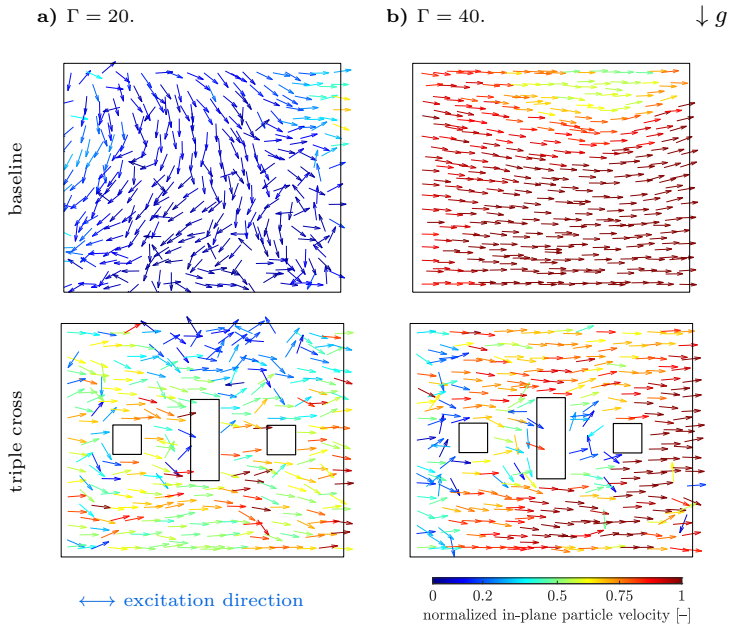 a) Γ = 20.
b) Γ = 40.
↓ g
baseline
triple cross
⟷ excitation direction
0 0.2 0.5 0.75 1
normalized in-plane particle velocity [–]